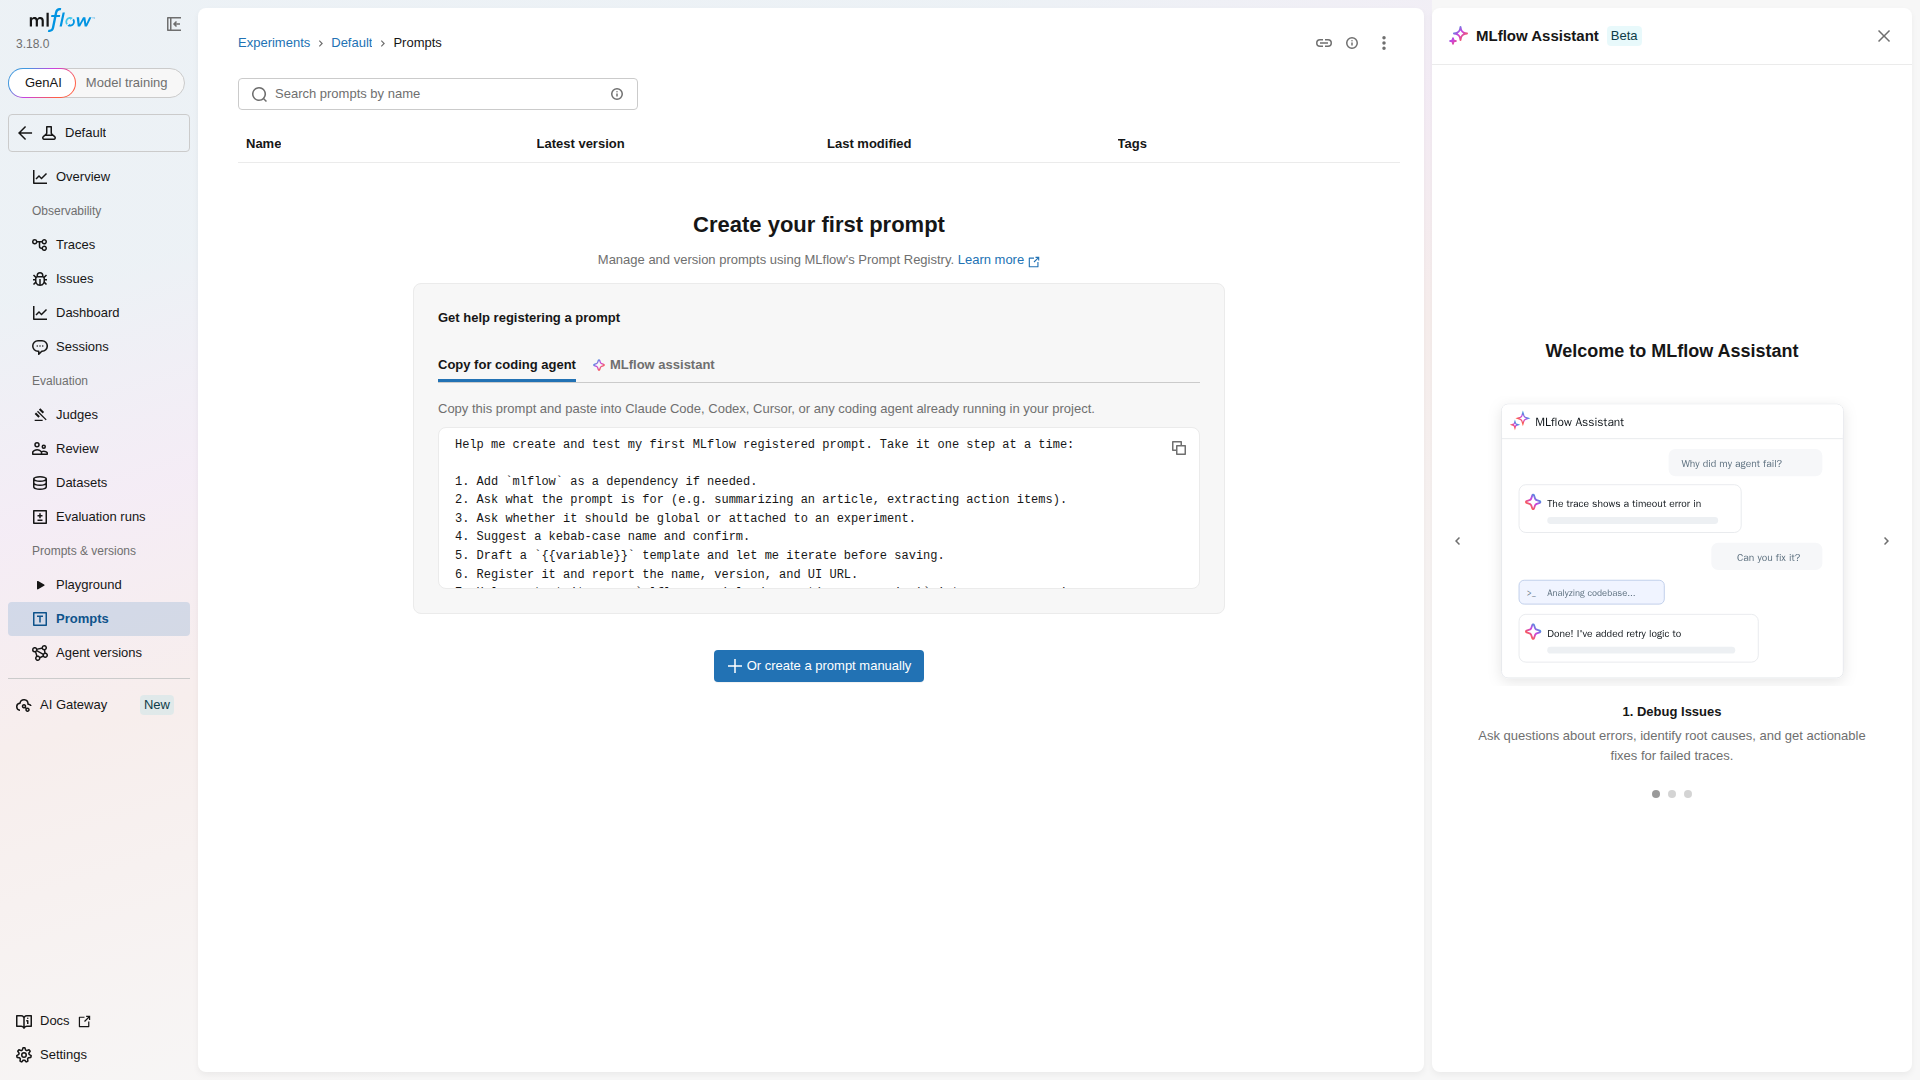 mlflow
3.18.0
GenAI
Model training
Default
Overview
Observability
Traces
Issues
Dashboard
Sessions
Evaluation
Judges
Review
Datasets
Evaluation runs
Prompts & versions
Playground
Prompts
Agent versions
AI Gateway
New
Docs
Settings
Experiments > Default > Prompts
Search prompts by name
Name
Latest version
Last modified
Tags
Create your first prompt
Manage and version prompts using MLflow's Prompt Registry. Learn more
Get help registering a prompt
Copy for coding agent
MLflow assistant
Copy this prompt and paste into Claude Code, Codex, Cursor, or any coding agent already running in your project.
Help me create and test my first MLflow registered prompt. Take it one step at a time:
1. Add `mlflow` as a dependency if needed.
2. Ask what the prompt is for (e.g. summarizing an article, extracting action items).
3. Ask whether it should be global or attached to an experiment.
4. Suggest a kebab-case name and confirm.
5. Draft a `{{variable}}` template and let me iterate before saving.
6. Register it and report the name, version, and UI URL.
Or create a prompt manually
MLflow Assistant
Beta
Welcome to MLflow Assistant
MLflow Assistant
Why did my agent fail?
The trace shows a timeout error in
Can you fix it?
>_ Analyzing codebase...
Done! I've added retry logic to
1. Debug Issues
Ask questions about errors, identify root causes, and get actionable
fixes for failed traces.